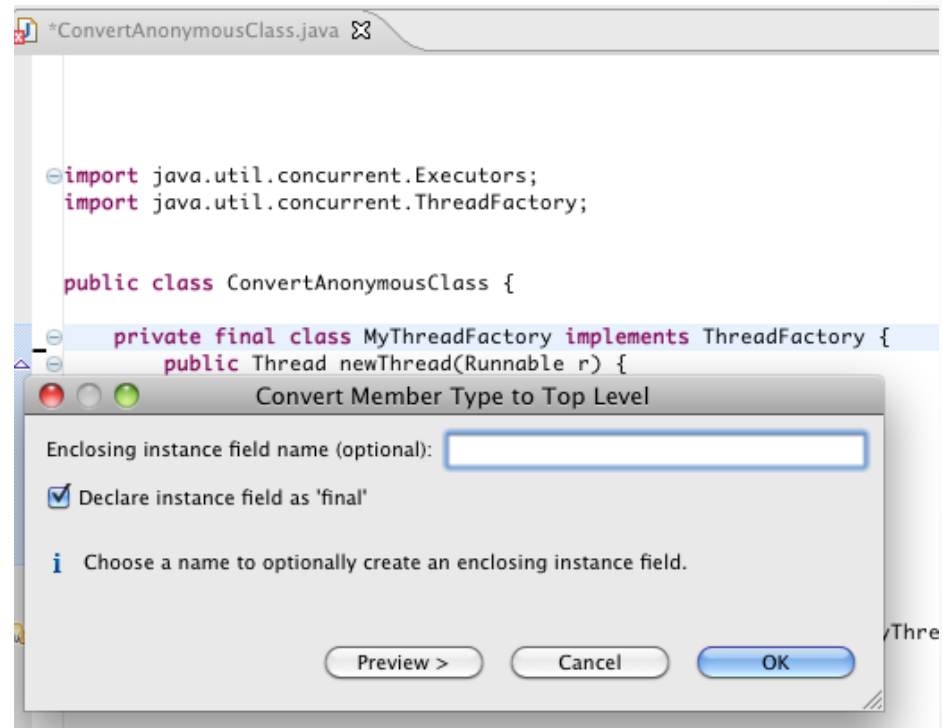 *ConvertAnonymousClass.java
import java.util.concurrent.Executors;
import java.util.concurrent.ThreadFactory;
public class ConvertAnonymousClass {
private final class MyThreadFactory implements ThreadFactory {
public Thread newThread(Runnable r) {
Convert Member Type to Top Level
Enclosing instance field name (optional):
Declare instance field as 'final'
i Choose a name to optionally create an enclosing instance field.
yThre
Preview > Cancel OK